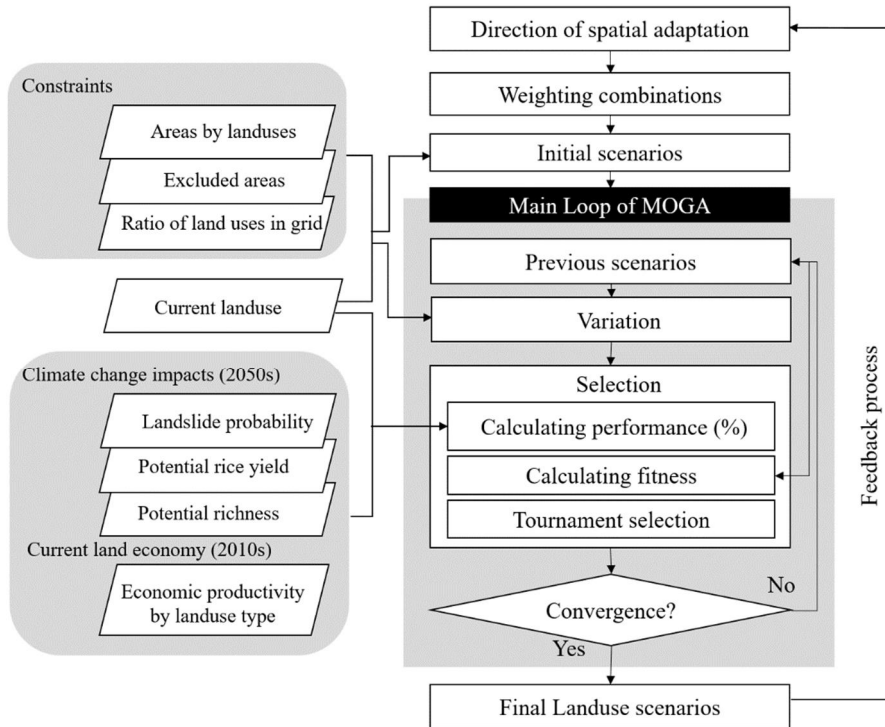 Direction of spatial adaptation
Weighting combinations
Initial scenarios
Main Loop of MOGA
Previous scenarios
Variation
Selection
Calculating performance (%)
Calculating fitness
Tournament selection
Convergence?
No
Yes
Final Landuse scenarios
Feedback process
Constraints
Areas by landuses
Excluded areas
Ratio of land uses in grid
Current landuse
Climate change impacts (2050s)
Landslide probability
Potential rice yield
Potential richness
Current land economy (2010s)
Economic productivity
by landuse type